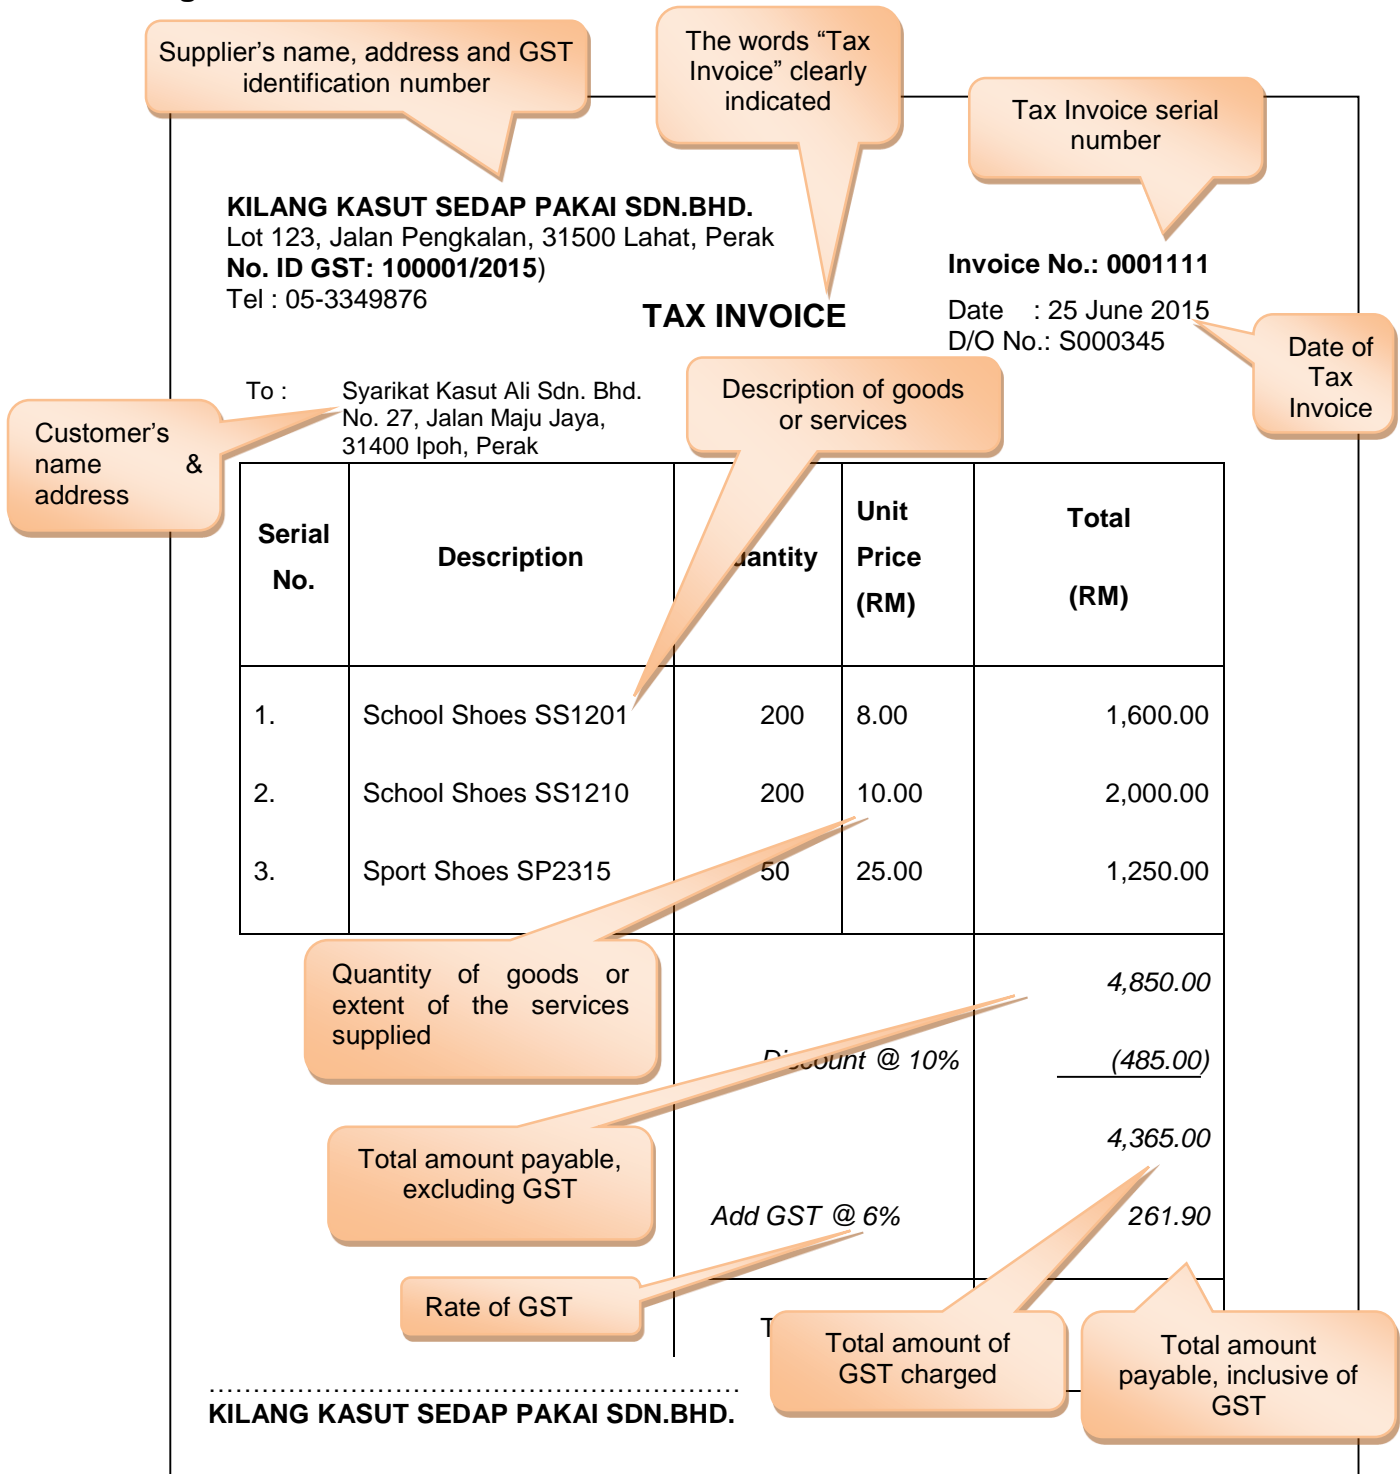 Supplier's name, address and GST
identification number
The words “Tax
Invoice” clearly
indicated
Tax Invoice serial
number
KILANG KASUT SEDAP PAKAI SDN.BHD.
Lot 123, Jalan Pengkalan, 31500 Lahat, Perak
No. ID GST: 100001/2015)
Tel : 05-3349876
Invoice No.: 0001111
TAX INVOICE
Date : 25 June 2015
D/O No.: S000345
Date of
Tax
Invoice
To : Syarikat Kasut Ali Sdn. Bhd.
No. 27, Jalan Maju Jaya,
31400 Ipoh, Perak
Description of goods
or services
Customer's
name &
address
Serial No. Description uantity Unit Price (RM) Total (RM)
1. School Shoes SS1201 200 8.00 1,600.00
2. School Shoes SS1210 200 10.00 2,000.00
3. Sport Shoes SP2315 50 25.00 1,250.00
Quantity of goods or
extent of the services
supplied
4,850.00
Discount @ 10% (485.00)
4,365.00
Total amount payable,
excluding GST
Add GST @ 6% 261.90
Rate of GST
Total amount of
GST charged
Total amount
payable, inclusive of
GST
............................................................
KILANG KASUT SEDAP PAKAI SDN.BHD.